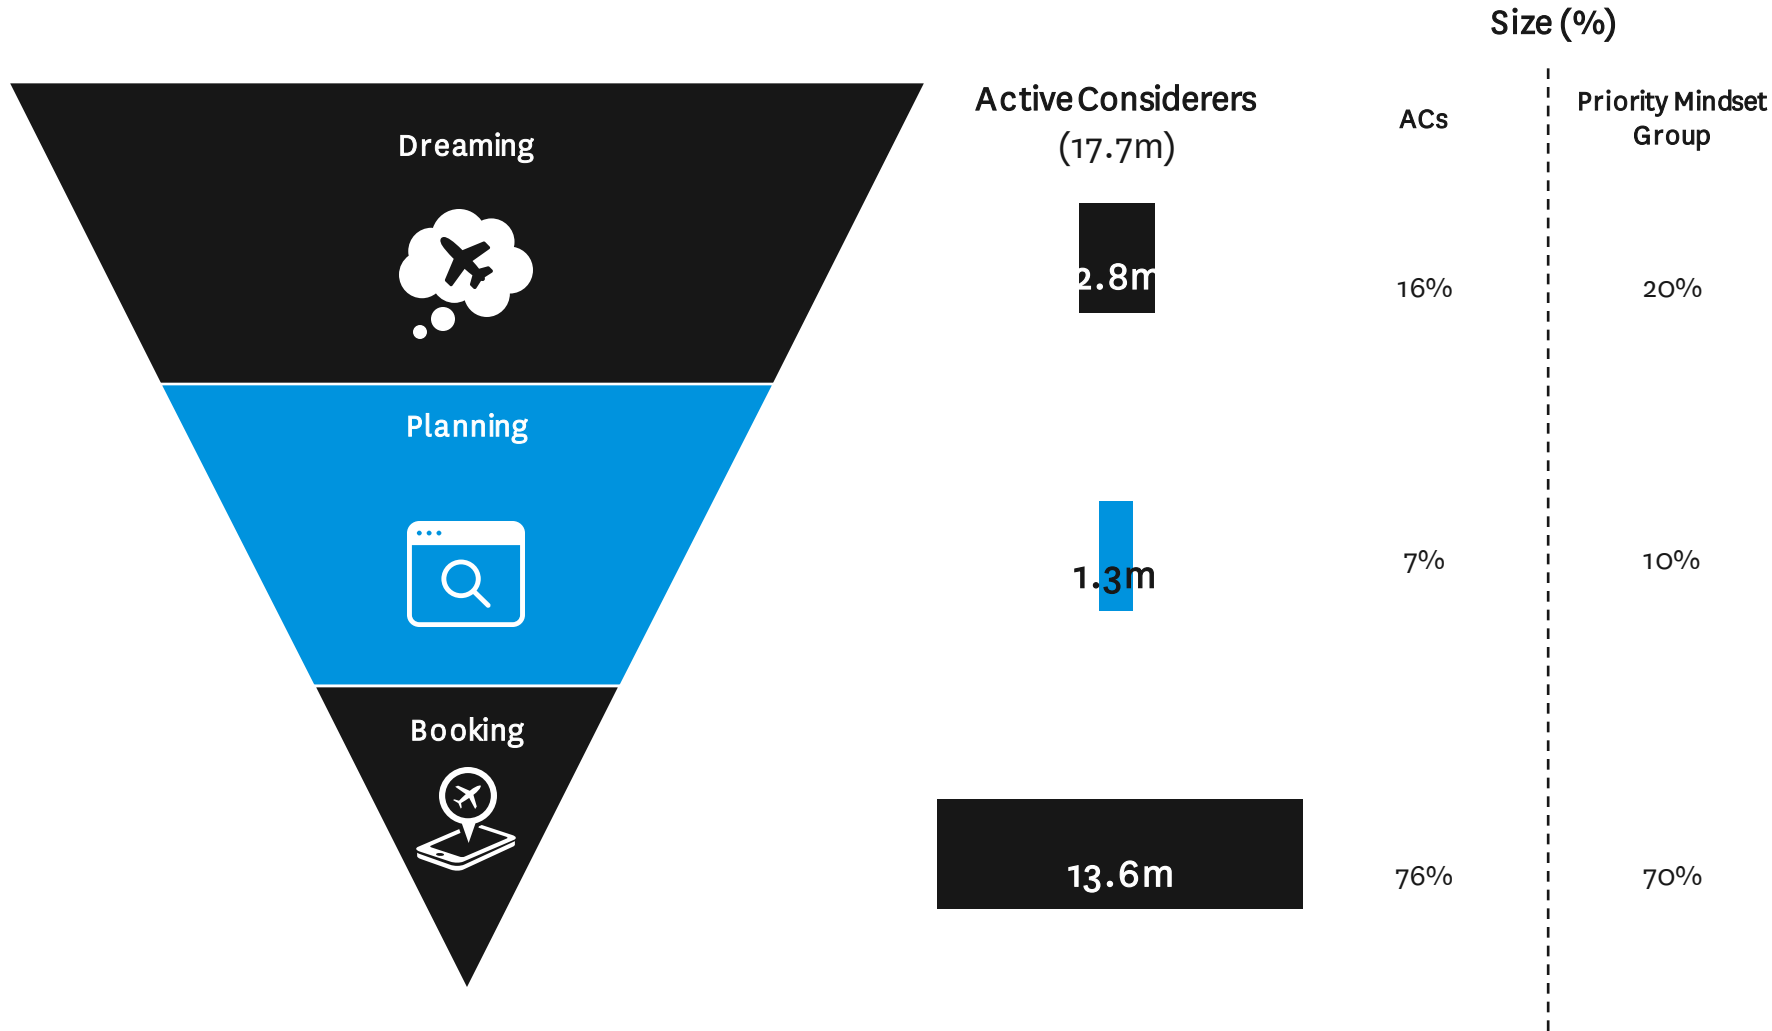 Size (%)
Active Considerers
(17.7m)
ACs
Priority Mindset
Group
Dreaming
2.8m
16%
20%
Planning
1.3m
7%
10%
Booking
13.6m
76%
70%